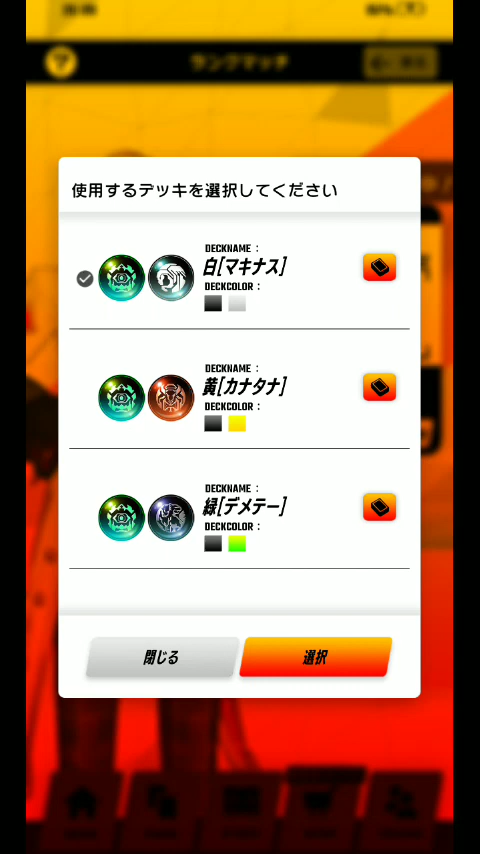 ランクマッチ
使用するデッキを選択してください
DECKNAME :
白[マキナス]
DECKCOLOR :
DECKNAME :
黄[カナタナ]
DECKCOLOR :
DECKNAME :
緑[デメテー]
DECKCOLOR :
閉じる
選択